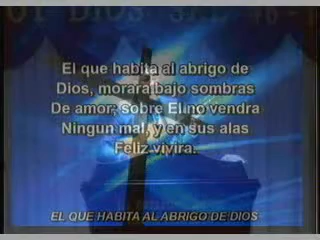 El que habita al abrigo de
Dios, morara bajo sombras
De amor; sobre El no vendra
Ningun mal, y en sus alas
Feliz vivira.
EL QUE HABITA AL ABRIGO DE DIOS